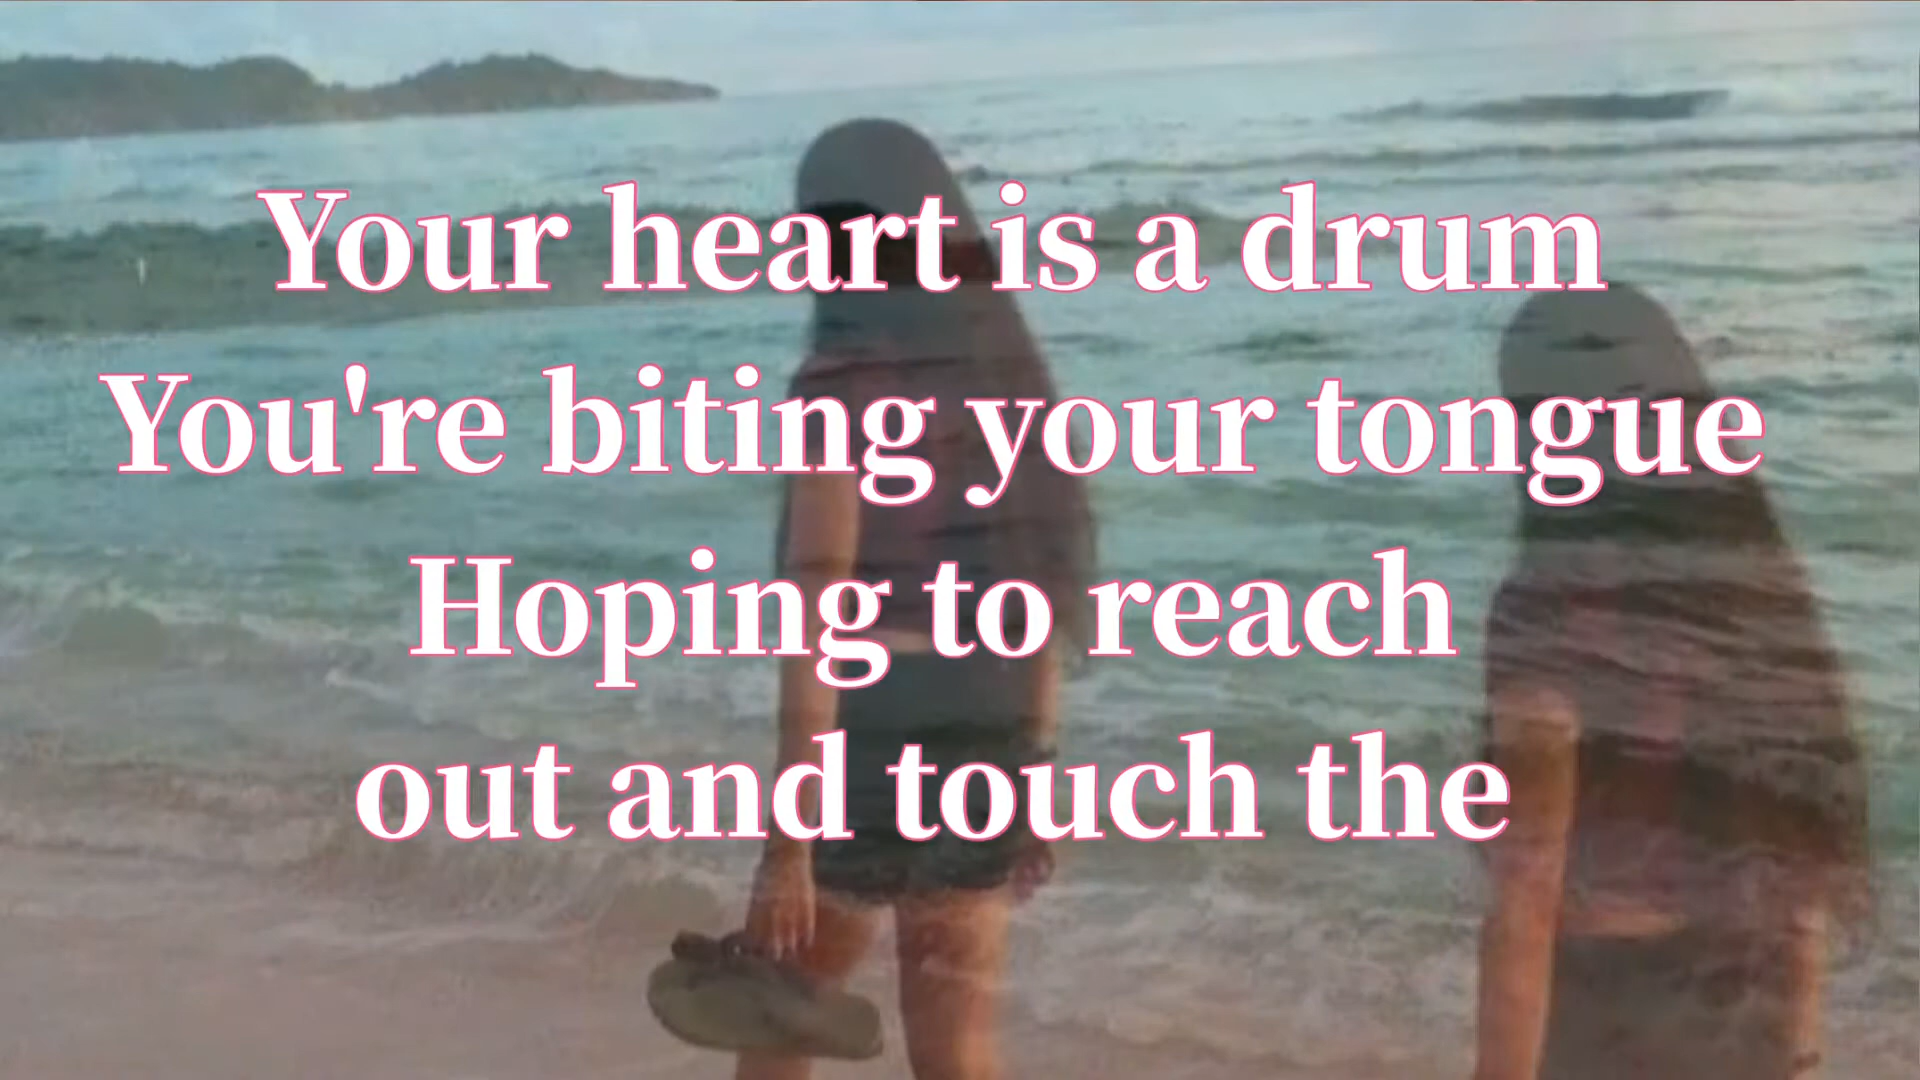 Your heart is a drum
You're biting your tongue
Hoping to reach
out and touch the